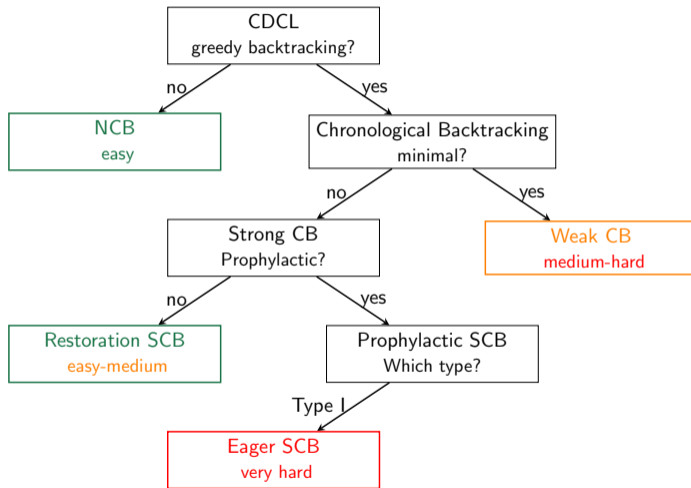 CDCL
greedy backtracking?
no
yes
NCB
easy
Chronological Backtracking
minimal?
no
yes
Strong CB
Prophylactic?
Weak CB
medium-hard
no
yes
Restoration SCB
easy-medium
Prophylactic SCB
Which type?
Type I
Eager SCB
very hard